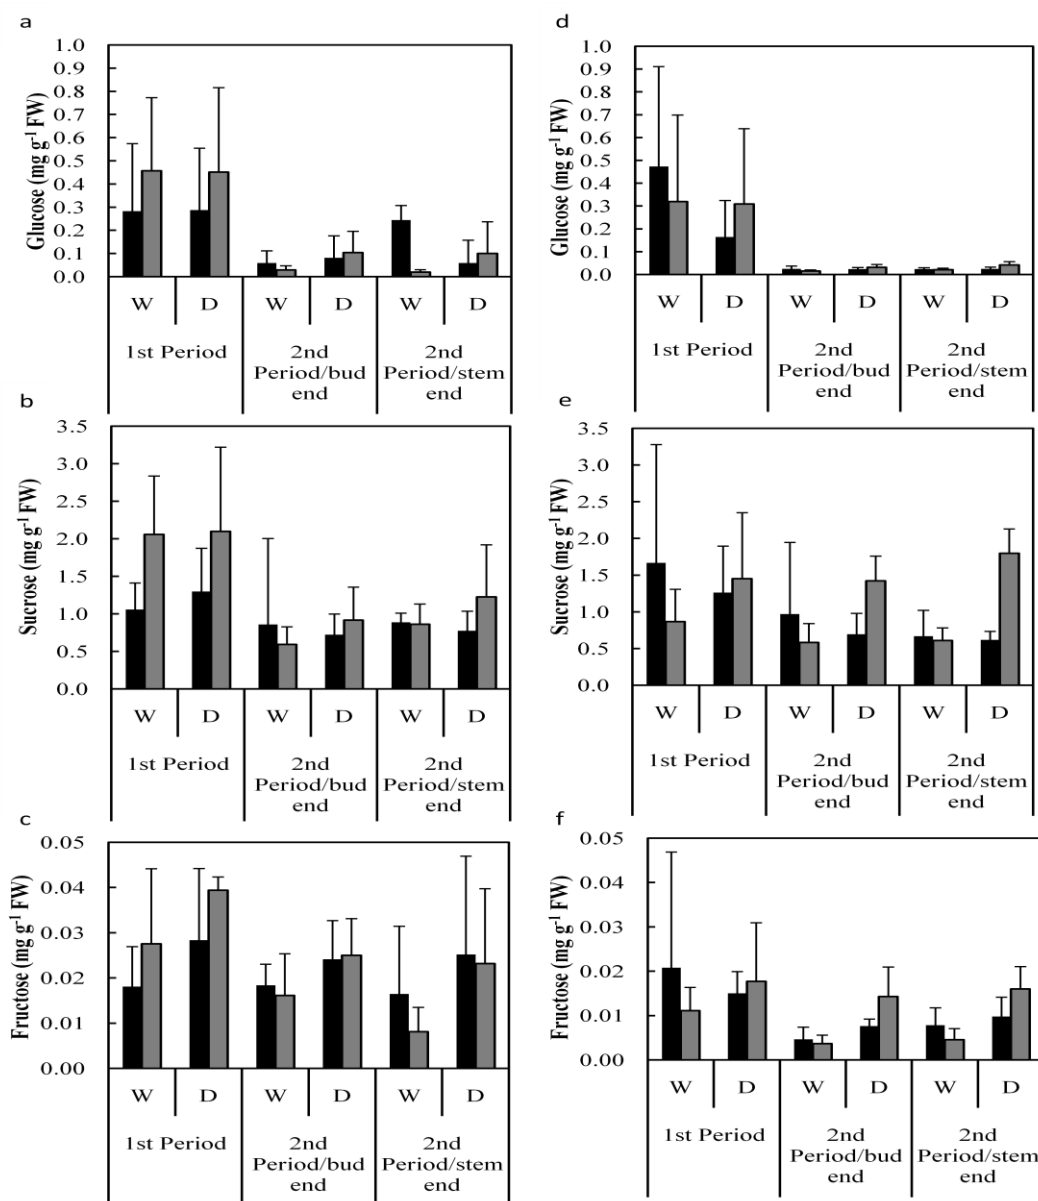 a
Glucose (mg g-1 FW)
1.0
0.9
0.8
0.7
0.6
0.5
0.4
0.3
0.2
0.1
0.0
W D W D W D
1st Period
2nd
Period/bud
end
2nd
Period/stem
end
b
Sucrose (mg g-1 FW)
3.5
3.0
2.5
2.0
1.5
1.0
0.5
0.0
W D W D W D
1st Period
2nd
Period/bud
end
2nd
Period/stem
end
c
Fructose (mg g-1 FW)
0.05
0.04
0.03
0.02
0.01
0.00
W D W D W D
1st Period
2nd
Period/bud
end
2nd
Period/stem
end
d
Glucose (mg g-1 FW)
1.0
0.9
0.8
0.7
0.6
0.5
0.4
0.3
0.2
0.1
0.0
W D W D W D
1st Period
2nd
Period/bud
end
2nd
Period/stem
end
e
Sucrose (mg g-1 FW)
3.5
3.0
2.5
2.0
1.5
1.0
0.5
0.0
W D W D W D
1st Period
2nd
Period/bud
end
2nd
Period/stem
end
f
Fructose (mg g-1 FW)
0.05
0.04
0.03
0.02
0.01
0.00
W D W D W D
1st Period
2nd
Period/bud
end
2nd
Period/stem
end